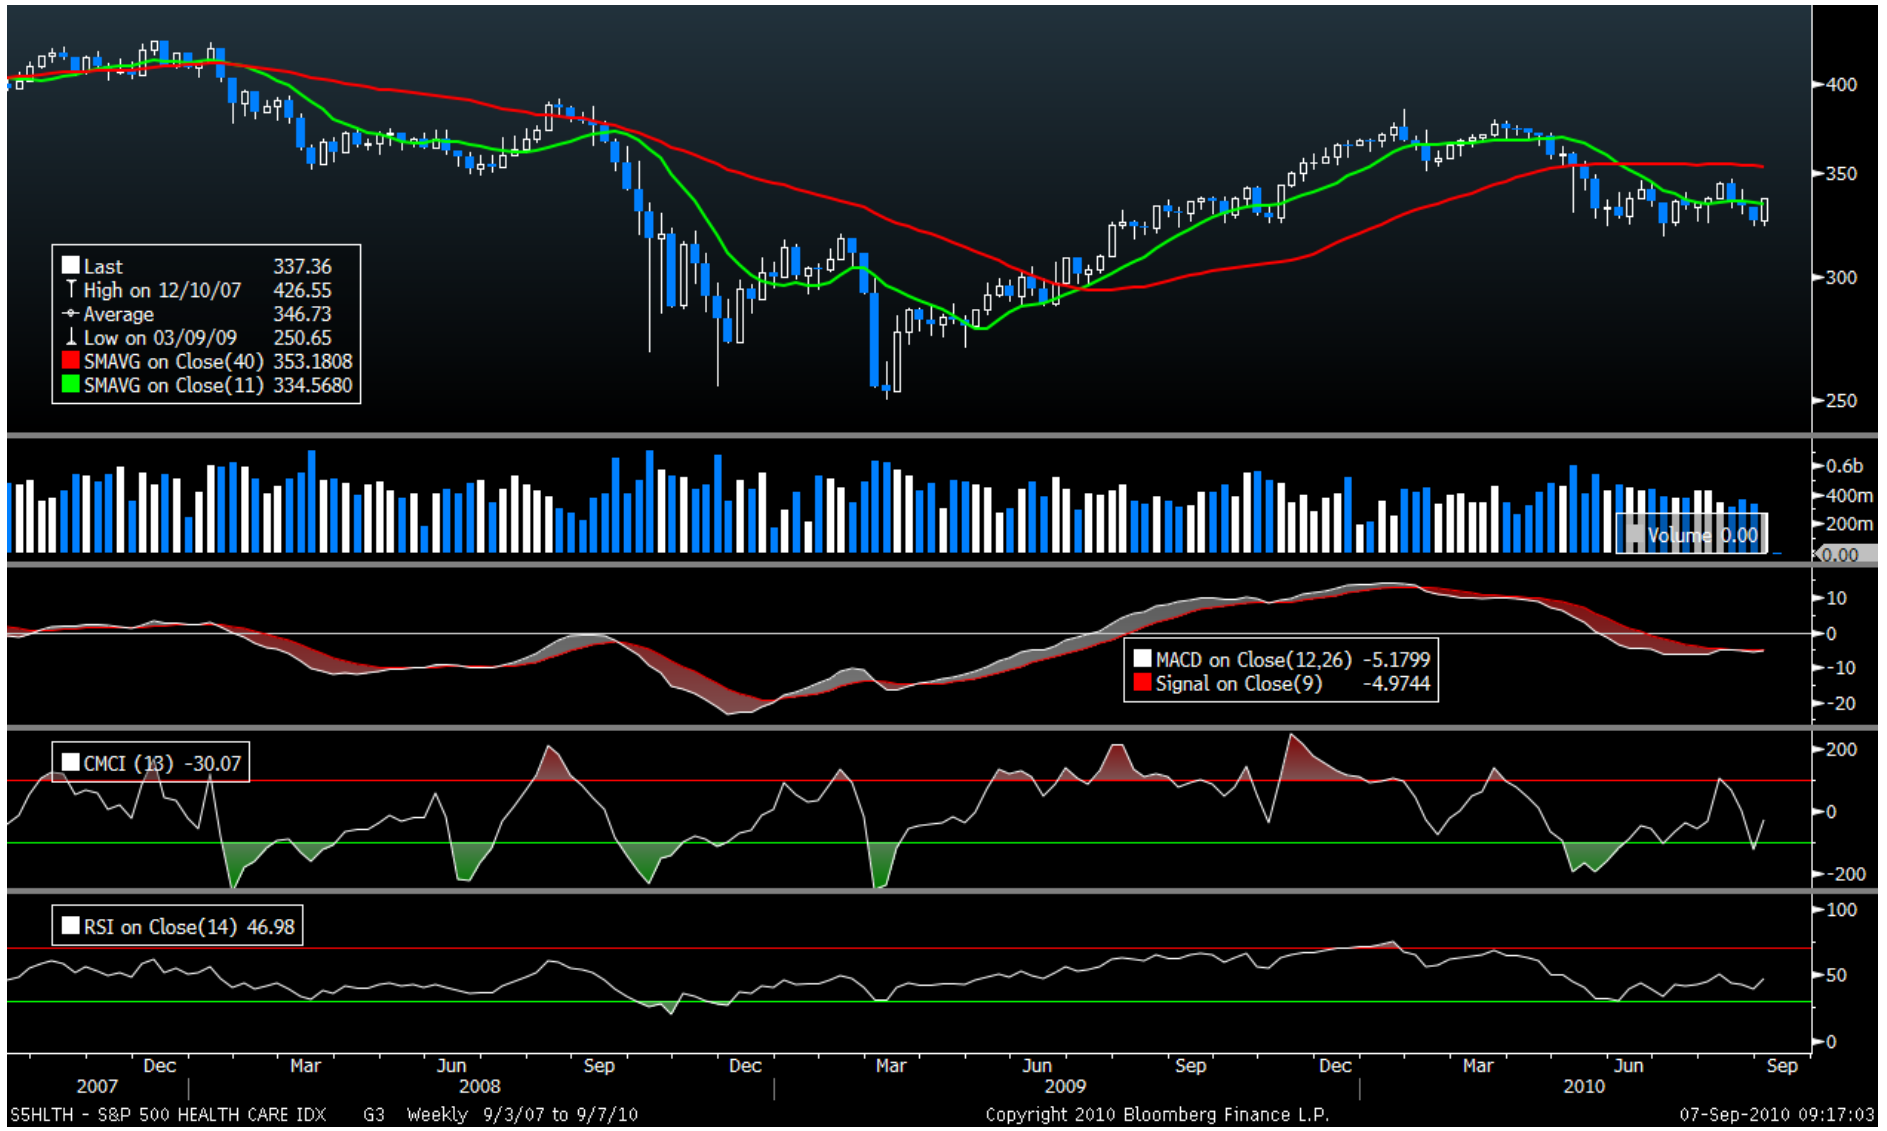 400
350
Last 337.36
High on 12/10/07 426.55
Average 346.73
Low on 03/09/09 250.65
SMAVG on Close(40) 353.1808
SMAVG on Close(11) 334.5680
300
250
0.6b
400m
200m
Volume 0.00
0.00
10
0
-10
-20
MACD on Close(12,26) -5.1799
Signal on Close(9) -4.9744
CMCI (13) -30.07
200
0
-200
RSI on Close(14) 46.98
100
50
0
Dec Mar Jun Sep Dec Mar Jun Sep Dec Mar Jun Sep
2007 2008 2009 2010
S5HLTH - S&P 500 HEALTH CARE IDX G3 Weekly 9/3/07 to 9/7/10 Copyright 2010 Bloomberg Finance L.P. 07-Sep-2010 09:17:03